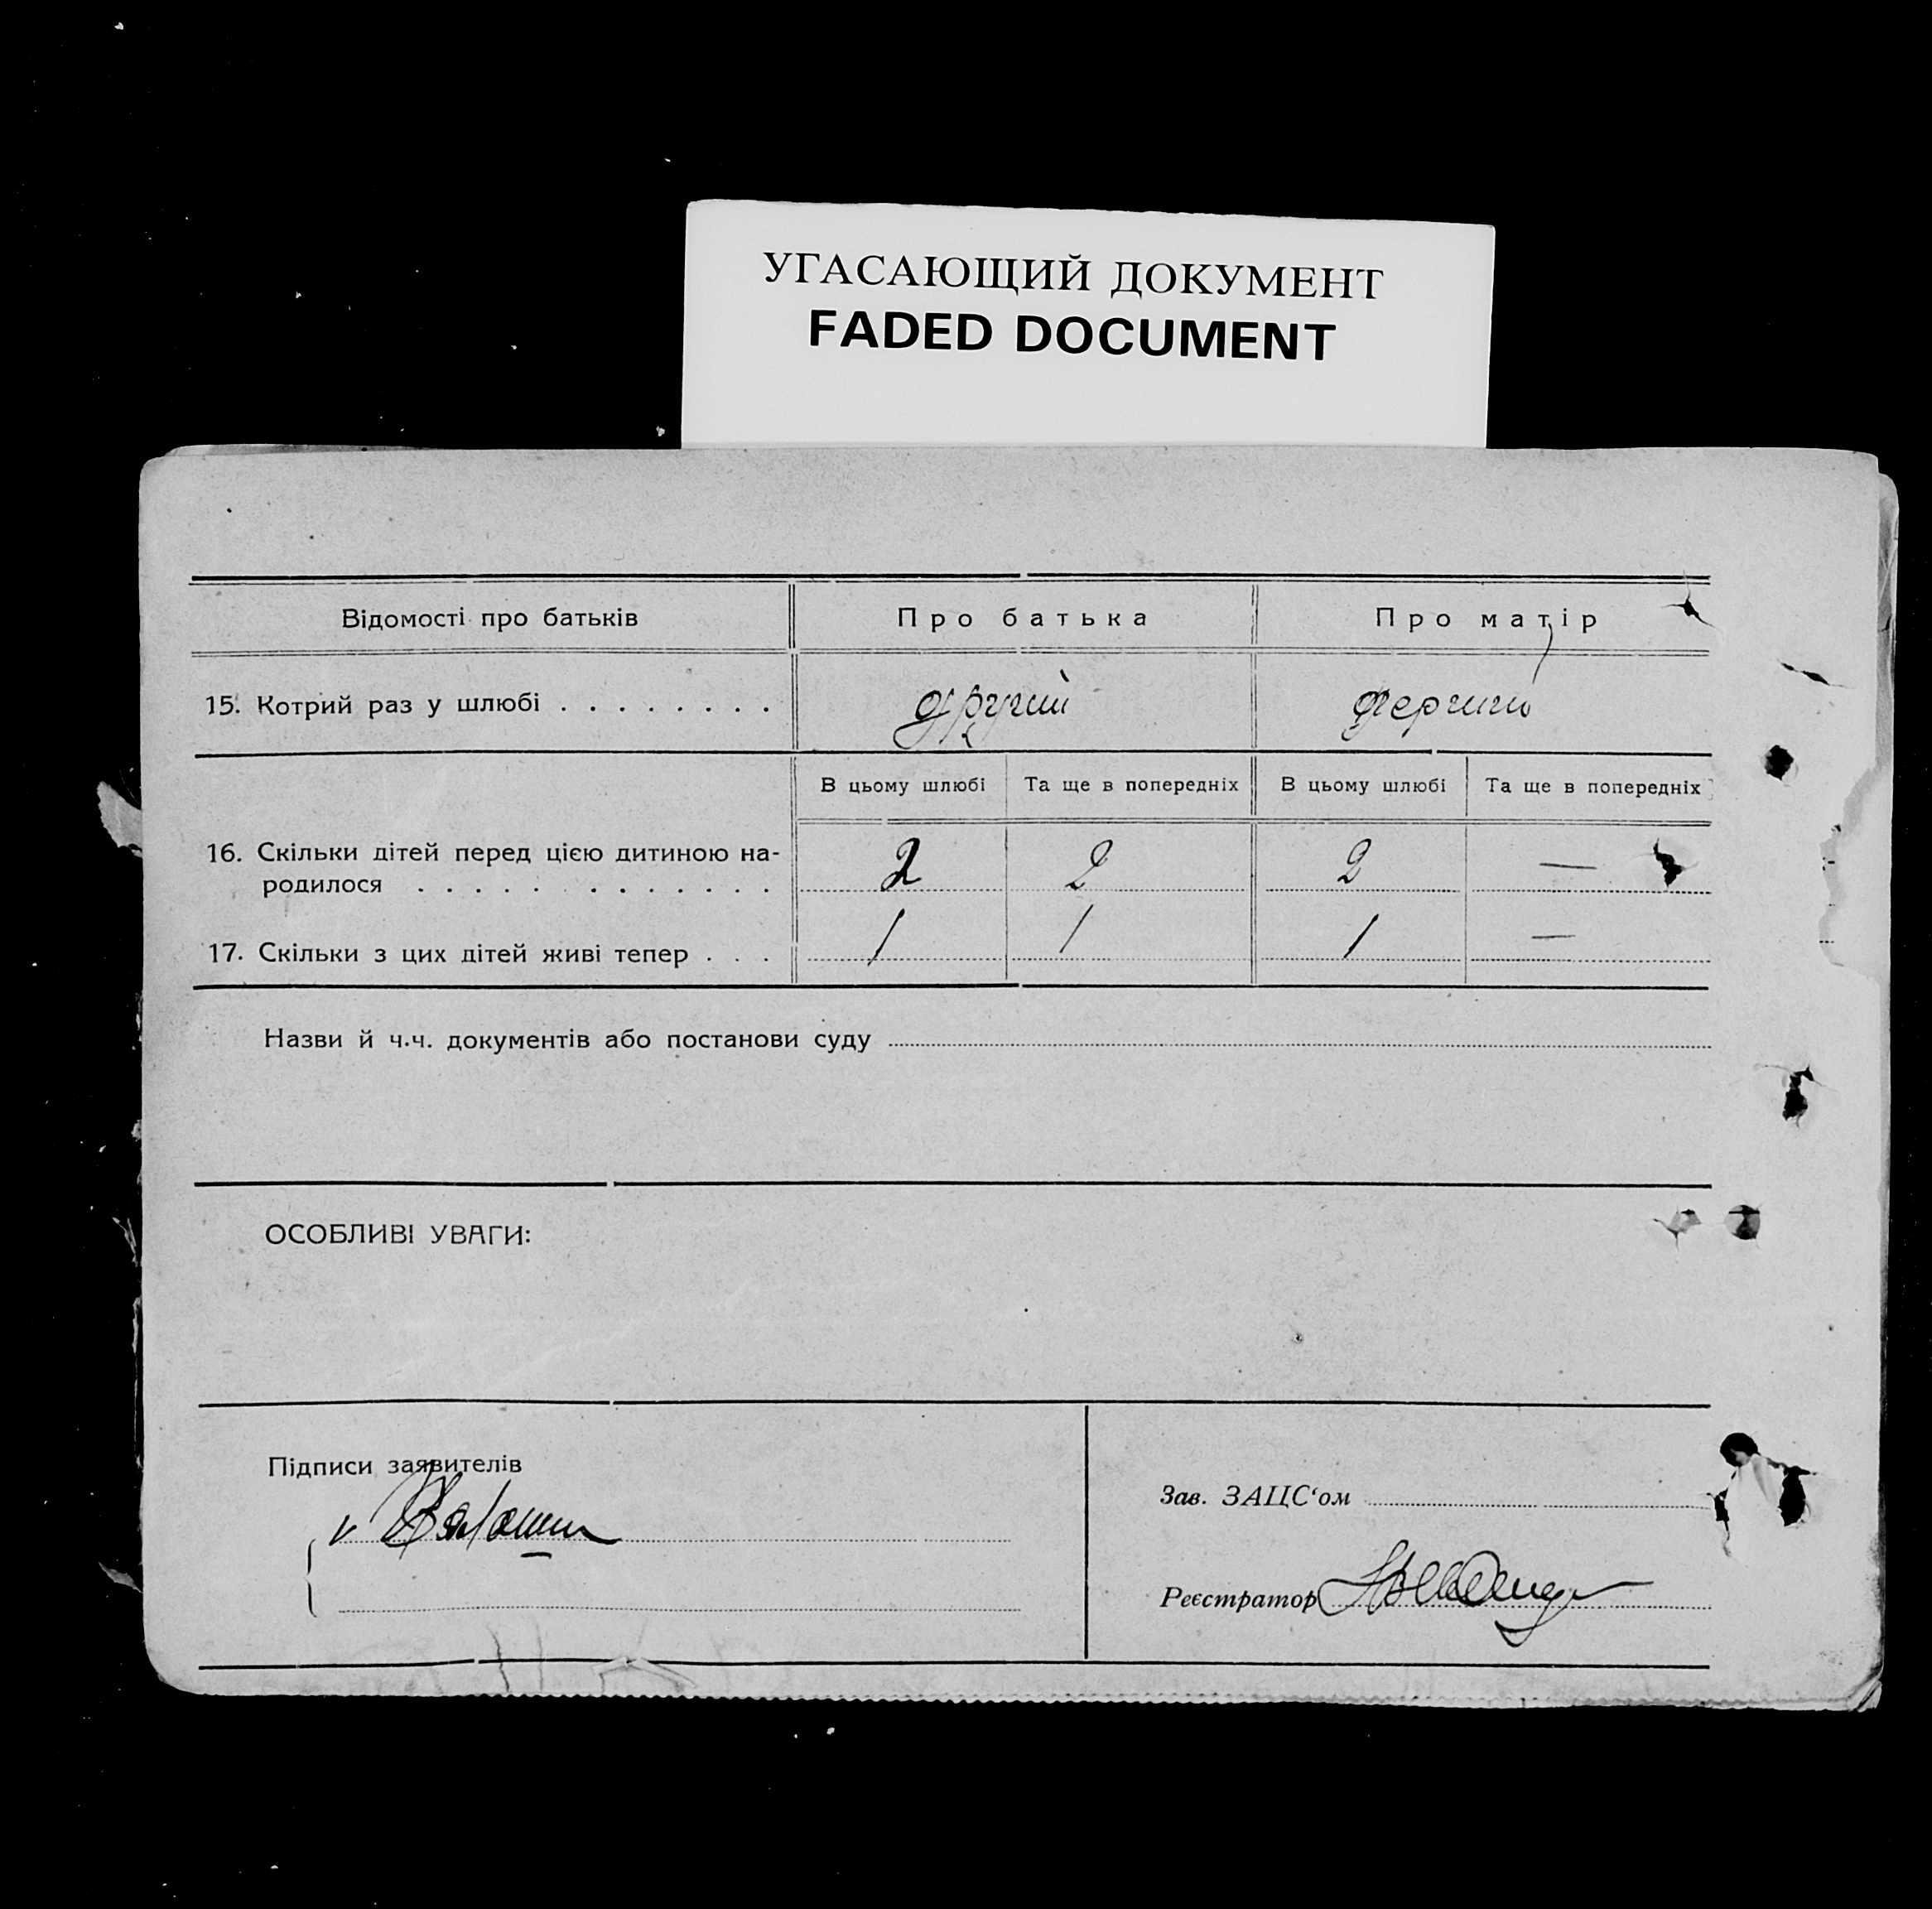 УГАСАЮЩИЙ ДОКУМЕНТ
FADED DOCUMENT
Відомості про батьків Про батька Про матір
15. Котрий раз у шлюбі . . . . . . . . другий перший
В цьому шлюбі Та ще в попередніх В цьому шлюбі Та ще в попередніх
16. Скільки дітей перед цією дитиною на-
родилося . . . . . . . . . . . . 2 2 2 —
17. Скільки з цих дітей живі тепер . . . 1 1 1 —
Назви й ч.ч. документів або постанови суду
ОСОБЛИВІ УВАГИ:
Підписи заявителів
Зав. ЗАЦС‘ом
Реєстратор